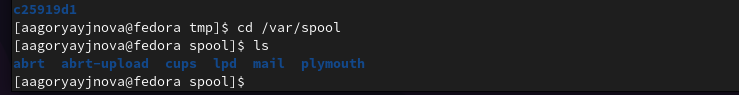 c25919d1
[aagoryayjnova@fedora tmp]$ cd /var/spool
[aagoryayjnova@fedora spool]$ ls
abrt  abrt-upload  cups  lpd  mail  plymouth
[aagoryayjnova@fedora spool]$